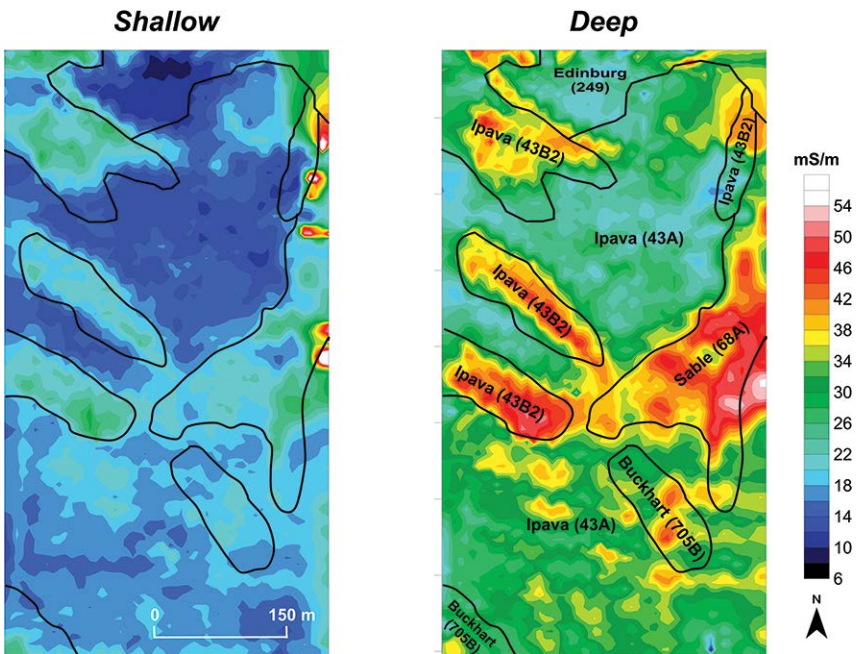 Shallow
Deep
Edinburg
(249)
Ipava (43B2)
Ipava (43B2)
Ipava (43A)
Ipava (43B2)
Sable (68A)
Ipava (43B2)
Buckhart (705B)
Ipava (43A)
Buckhart
(705B)
0 150 m
mS/m
54
50
46
42
38
34
30
26
22
18
14
10
6
N